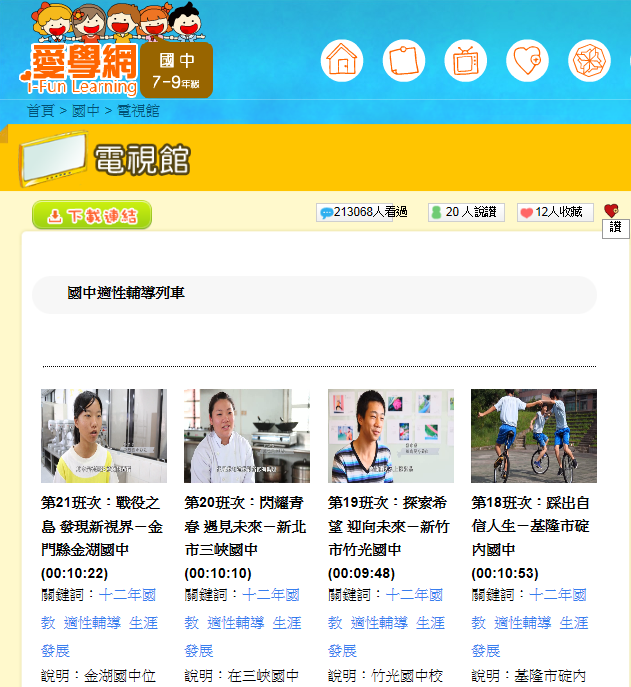 愛學網
i-Fun Learning
國中
7-9年級
首頁 > 國中 > 電視館
電視館
下載連結
213068人看過
20 人說讚
12人收藏
讚
國中適性輔導列車
第21班次：戰役之
島 發現新視界－金
門縣金湖國中
(00:10:22)
關鍵詞：十二年國
教 適性輔導 生涯
發展
說明：金湖國中位
第20班次：閃耀青
春 遇見未來－新北
市三峽國中
(00:10:10)
關鍵詞：十二年國
教 適性輔導 生涯
發展
說明：在三峽國中
第19班次：探索希
望 迎向未來－新竹
市竹光國中
(00:09:48)
關鍵詞：十二年國
教 適性輔導 生涯
發展
說明：竹光國中校
第18班次：踩出自
信人生－基隆市碇
內國中
(00:10:53)
關鍵詞：十二年國
教 適性輔導 生涯
發展
說明：基隆市碇內